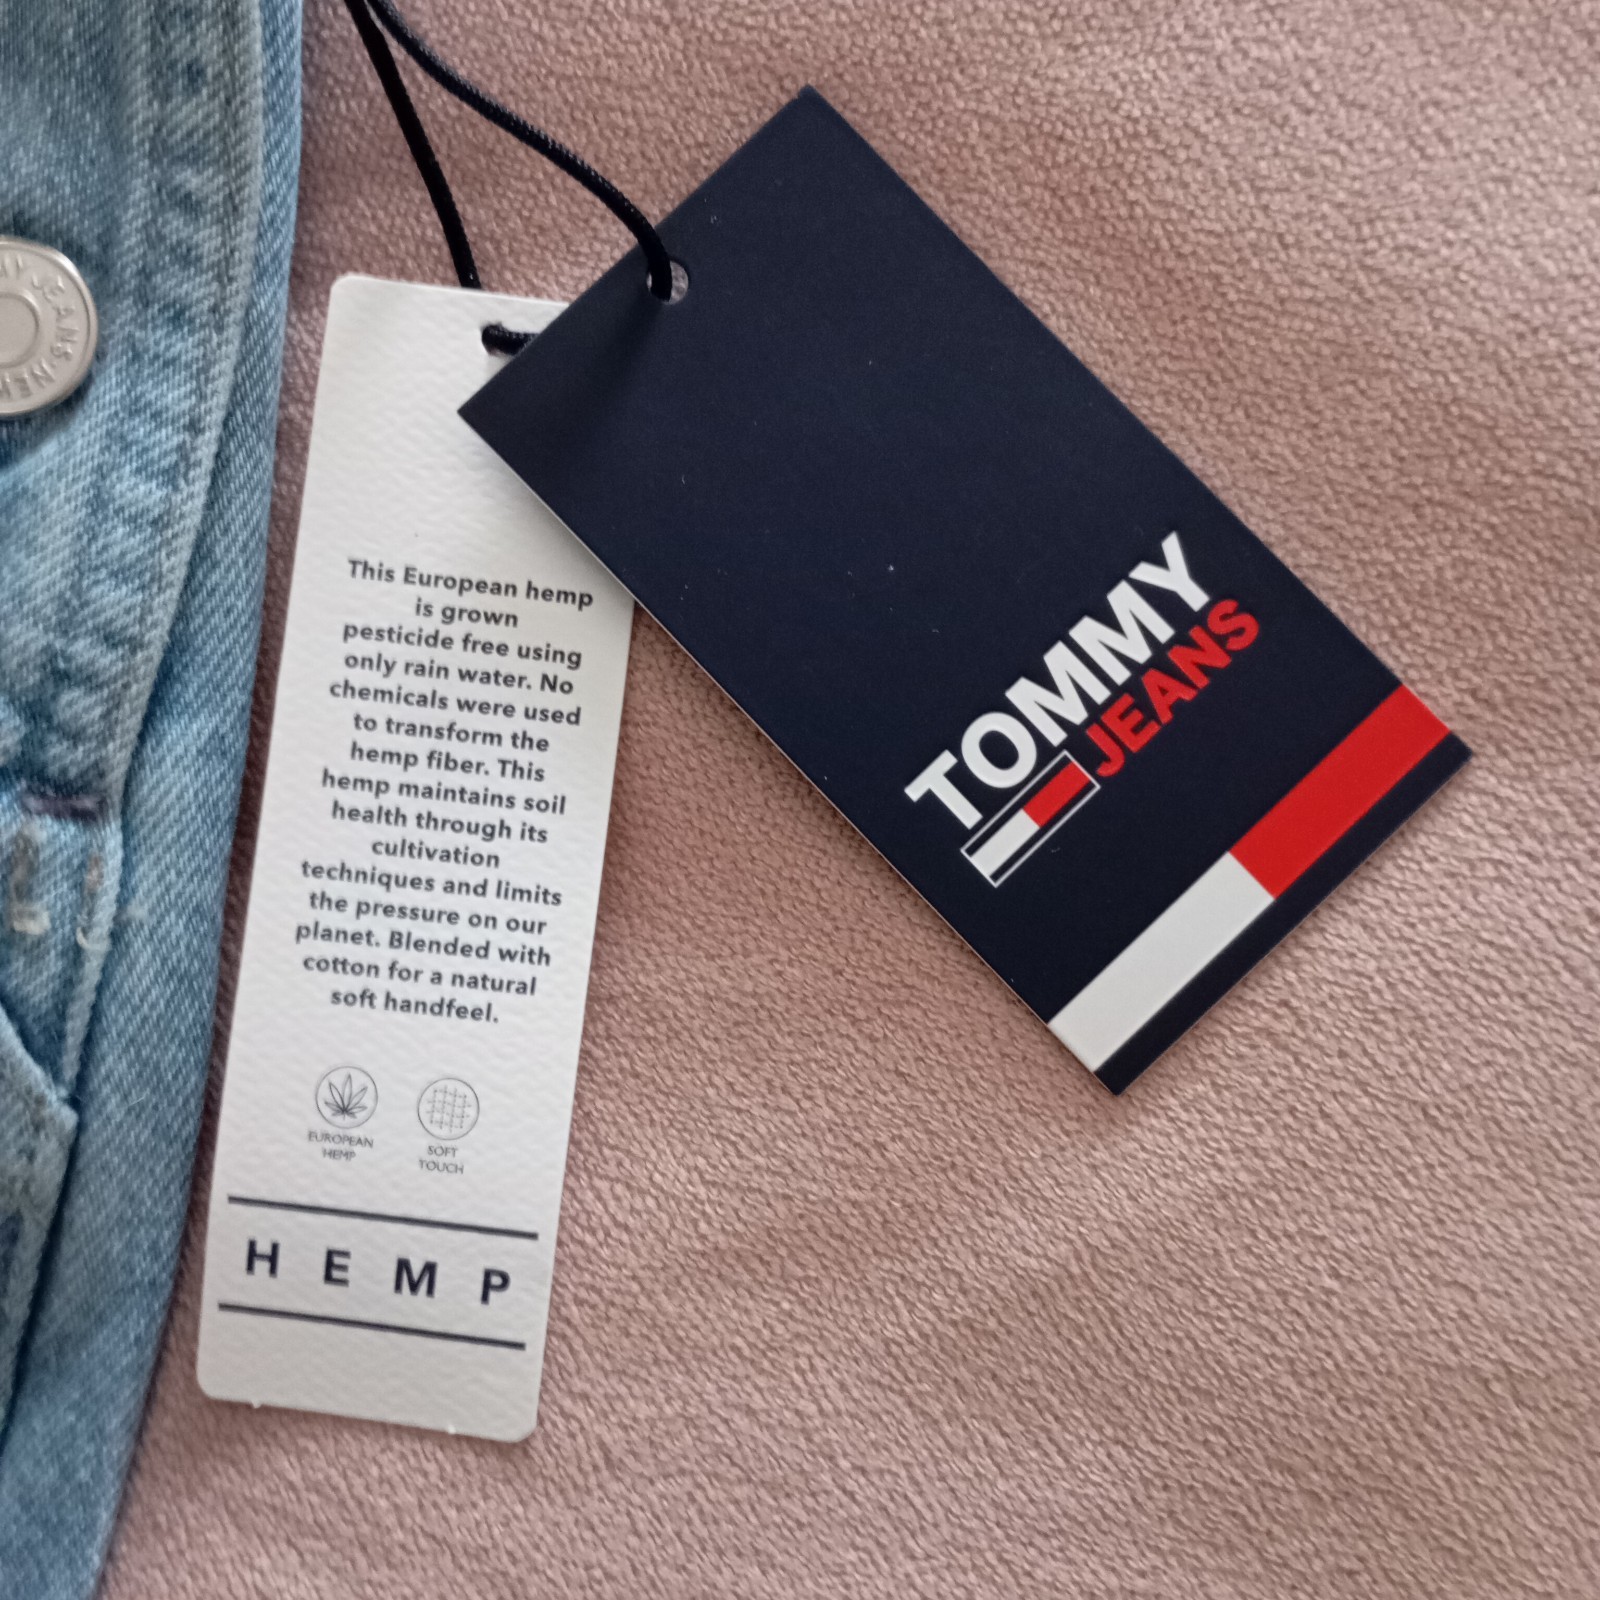 This European hemp
is grown
pesticide free using
only rain water. No
chemicals were used
to transform the
hemp fiber. This
hemp maintains soil
health through its
cultivation
techniques and limits
the pressure on our
planet. Blended with
cotton for a natural
soft handfeel.
EUROPEAN
HEMP
SOFT
TOUCH
HEMP
TOMMY
JEANS
JEANS